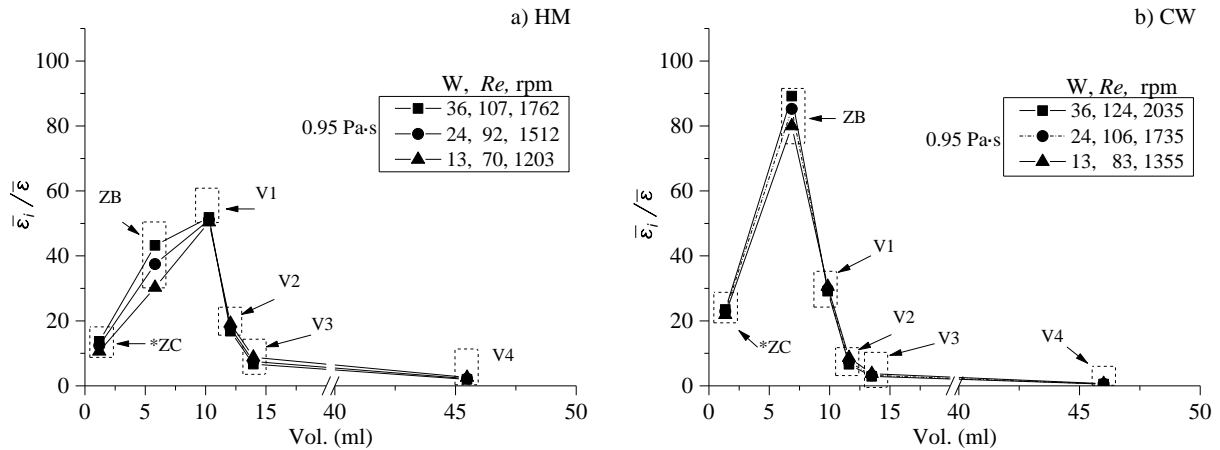 a) HM
100
80
60
40
20
0
ε̄i /ε̄
W, Re, rpm
0.95 Pa·s
36, 107, 1762
24, 92, 1512
13, 70, 1203
ZB
V1
V2
V3
V4
*ZC
0 5 10 15 40 45 50
Vol. (ml)
b) CW
100
80
60
40
20
0
ε̄i /ε̄
W, Re, rpm
0.95 Pa·s
36, 124, 2035
24, 106, 1735
13, 83, 1355
ZB
V1
V2
V3
V4
*ZC
0 5 10 15 40 45 50
Vol. (ml)